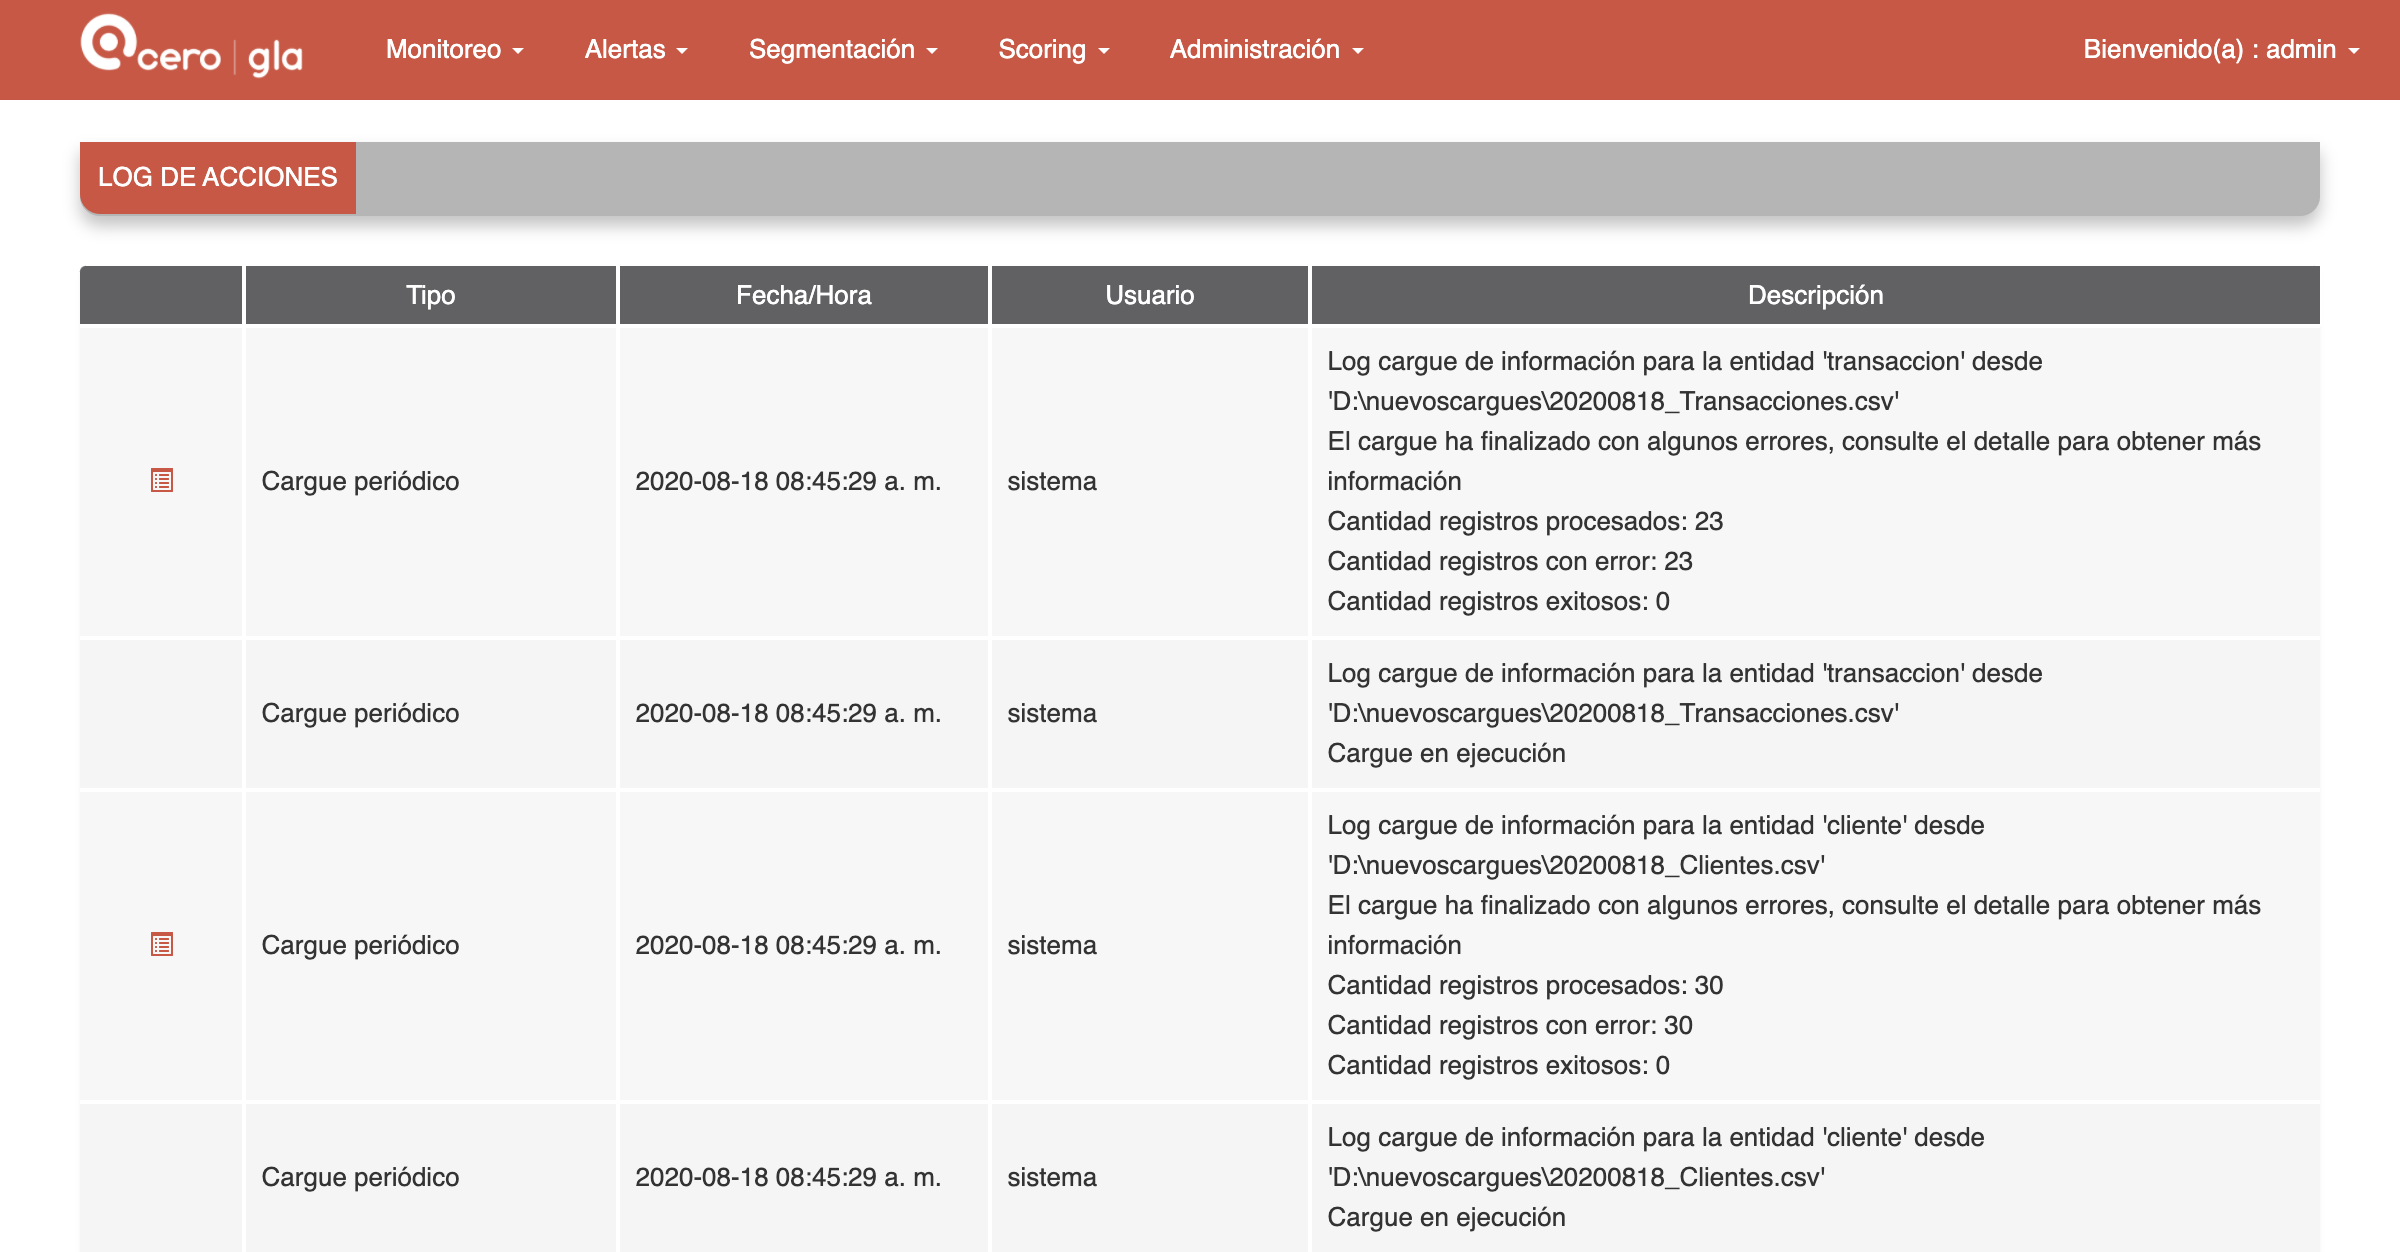 @cero | gla
Monitoreo
Alertas
Segmentación
Scoring
Administración
Bienvenido(a) : admin
LOG DE ACCIONES
Tipo
Fecha/Hora
Usuario
Descripción
Cargue periódico
2020-08-18 08:45:29 a. m.
sistema
Log cargue de información para la entidad 'transaccion' desde
'D:\nuevoscargues\20200818_Transacciones.csv'
El cargue ha finalizado con algunos errores, consulte el detalle para obtener más
información
Cantidad registros procesados: 23
Cantidad registros con error: 23
Cantidad registros exitosos: 0
Cargue periódico
2020-08-18 08:45:29 a. m.
sistema
Log cargue de información para la entidad 'transaccion' desde
'D:\nuevoscargues\20200818_Transacciones.csv'
Cargue en ejecución
Cargue periódico
2020-08-18 08:45:29 a. m.
sistema
Log cargue de información para la entidad 'cliente' desde
'D:\nuevoscargues\20200818_Clientes.csv'
El cargue ha finalizado con algunos errores, consulte el detalle para obtener más
información
Cantidad registros procesados: 30
Cantidad registros con error: 30
Cantidad registros exitosos: 0
Cargue periódico
2020-08-18 08:45:29 a. m.
sistema
Log cargue de información para la entidad 'cliente' desde
'D:\nuevoscargues\20200818_Clientes.csv'
Cargue en ejecución